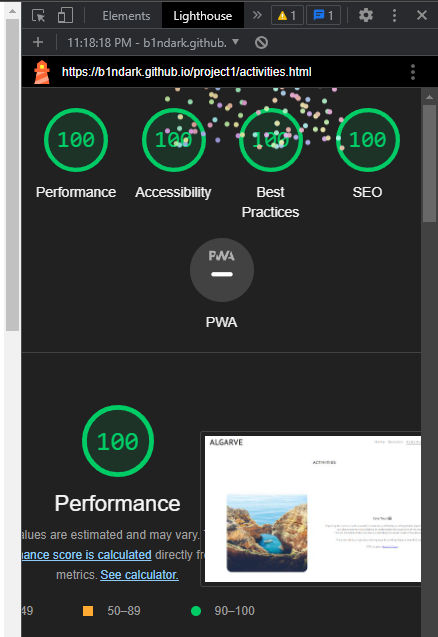 Elements Lighthouse » 1 1
+ 11:18:18 PM - b1ndark.github.
https://b1ndark.github.io/project1/activities.html
100 100 100 100
Performance Accessibility Best Practices SEO
PWA
PWA
100
Performance
alues are estimated and may vary.
nance score is calculated directly fr
metrics. See calculator.
49 50–89 90–100
ALGARVE
ACTIVITIES